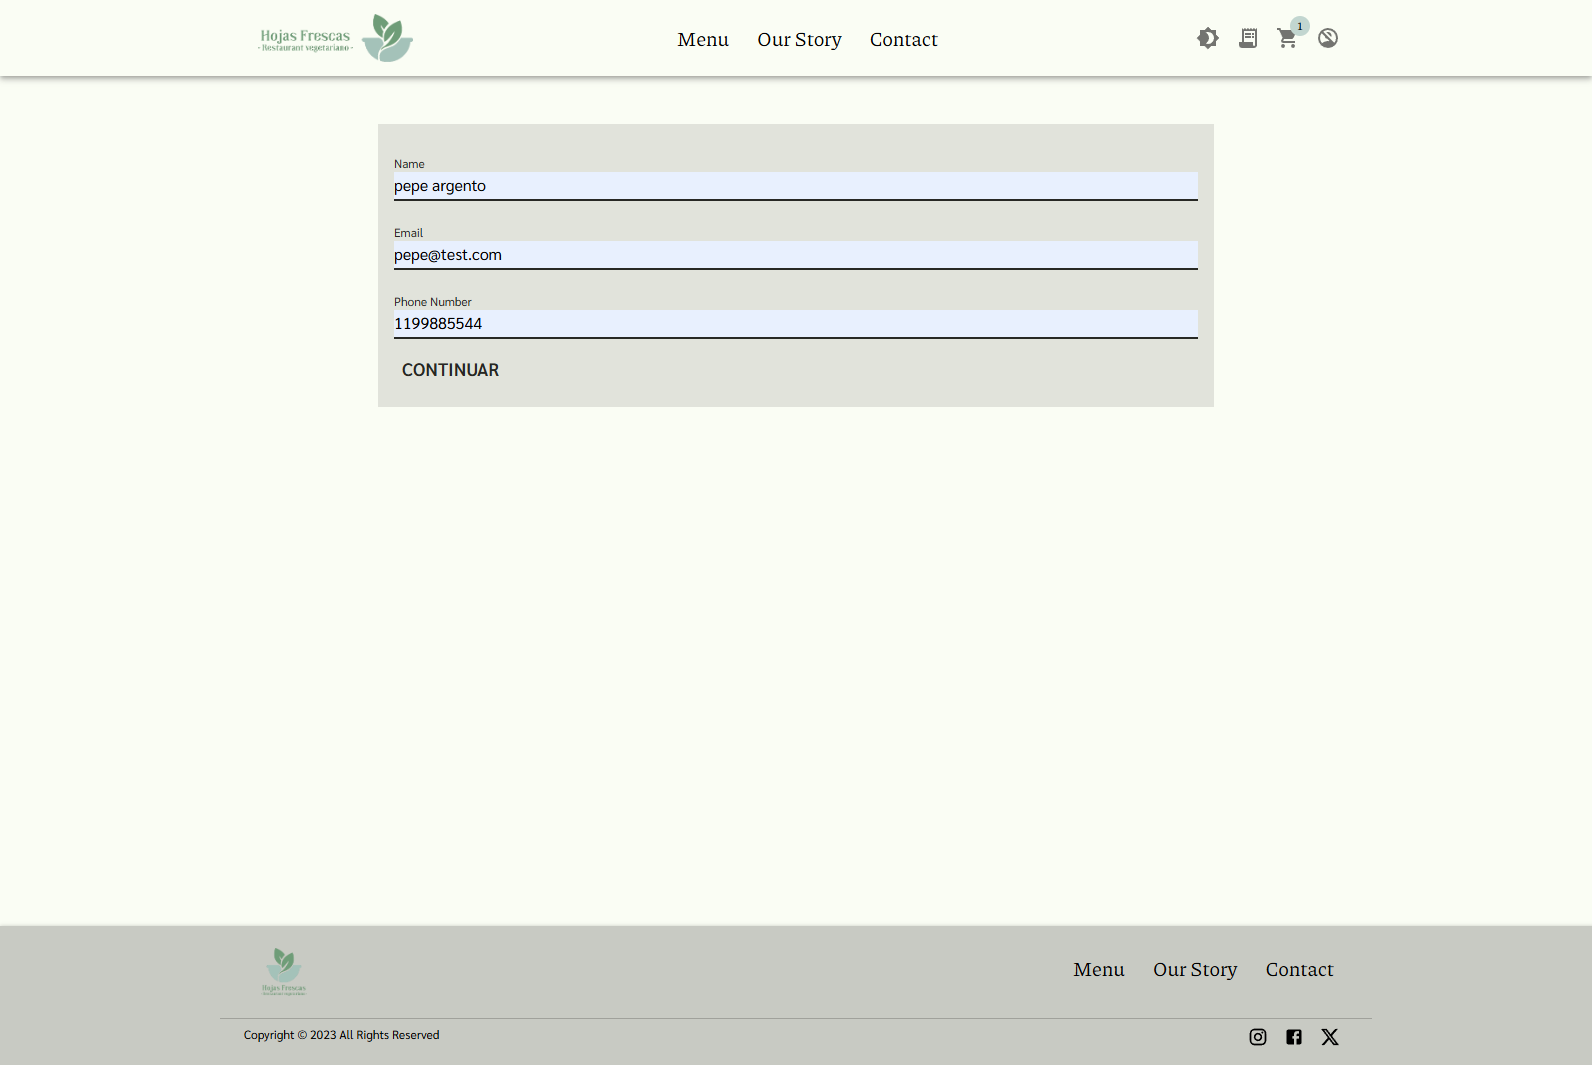 Hojas Frescas
- Restaurant vegetariano -
Menu Our Story Contact
1
Name
pepe argento
Email
pepe@test.com
Phone Number
1199885544
CONTINUAR
Hojas Frescas
Menu Our Story Contact
Copyright © 2023 All Rights Reserved